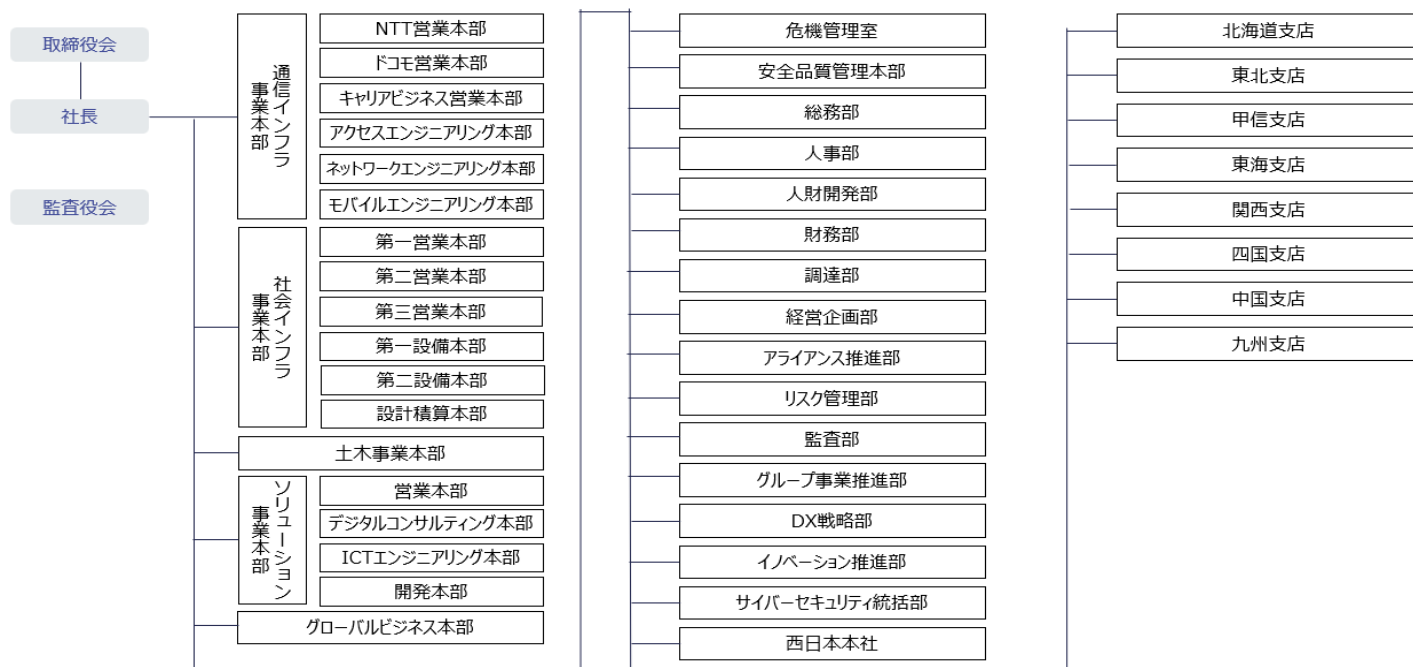 取締役会
社長
監査役会
通信インフラ
事業本部
NTT営業本部
ドコモ営業本部
キャリアビジネス営業本部
アクセスエンジニアリング本部
ネットワークエンジニアリング本部
モバイルエンジニアリング本部
社会インフラ
事業本部
第一営業本部
第二営業本部
第三営業本部
第一設備本部
第二設備本部
設計積算本部
土木事業本部
ソリューション
事業本部
営業本部
デジタルコンサルティング本部
ICTエンジニアリング本部
開発本部
グローバルビジネス本部
危機管理室
安全品質管理本部
総務部
人事部
人財開発部
財務部
調達部
経営企画部
アライアンス推進部
リスク管理部
監査部
グループ事業推進部
DX戦略部
イノベーション推進部
サイバーセキュリティ統括部
西日本本社
北海道支店
東北支店
甲信支店
東海支店
関西支店
四国支店
中国支店
九州支店